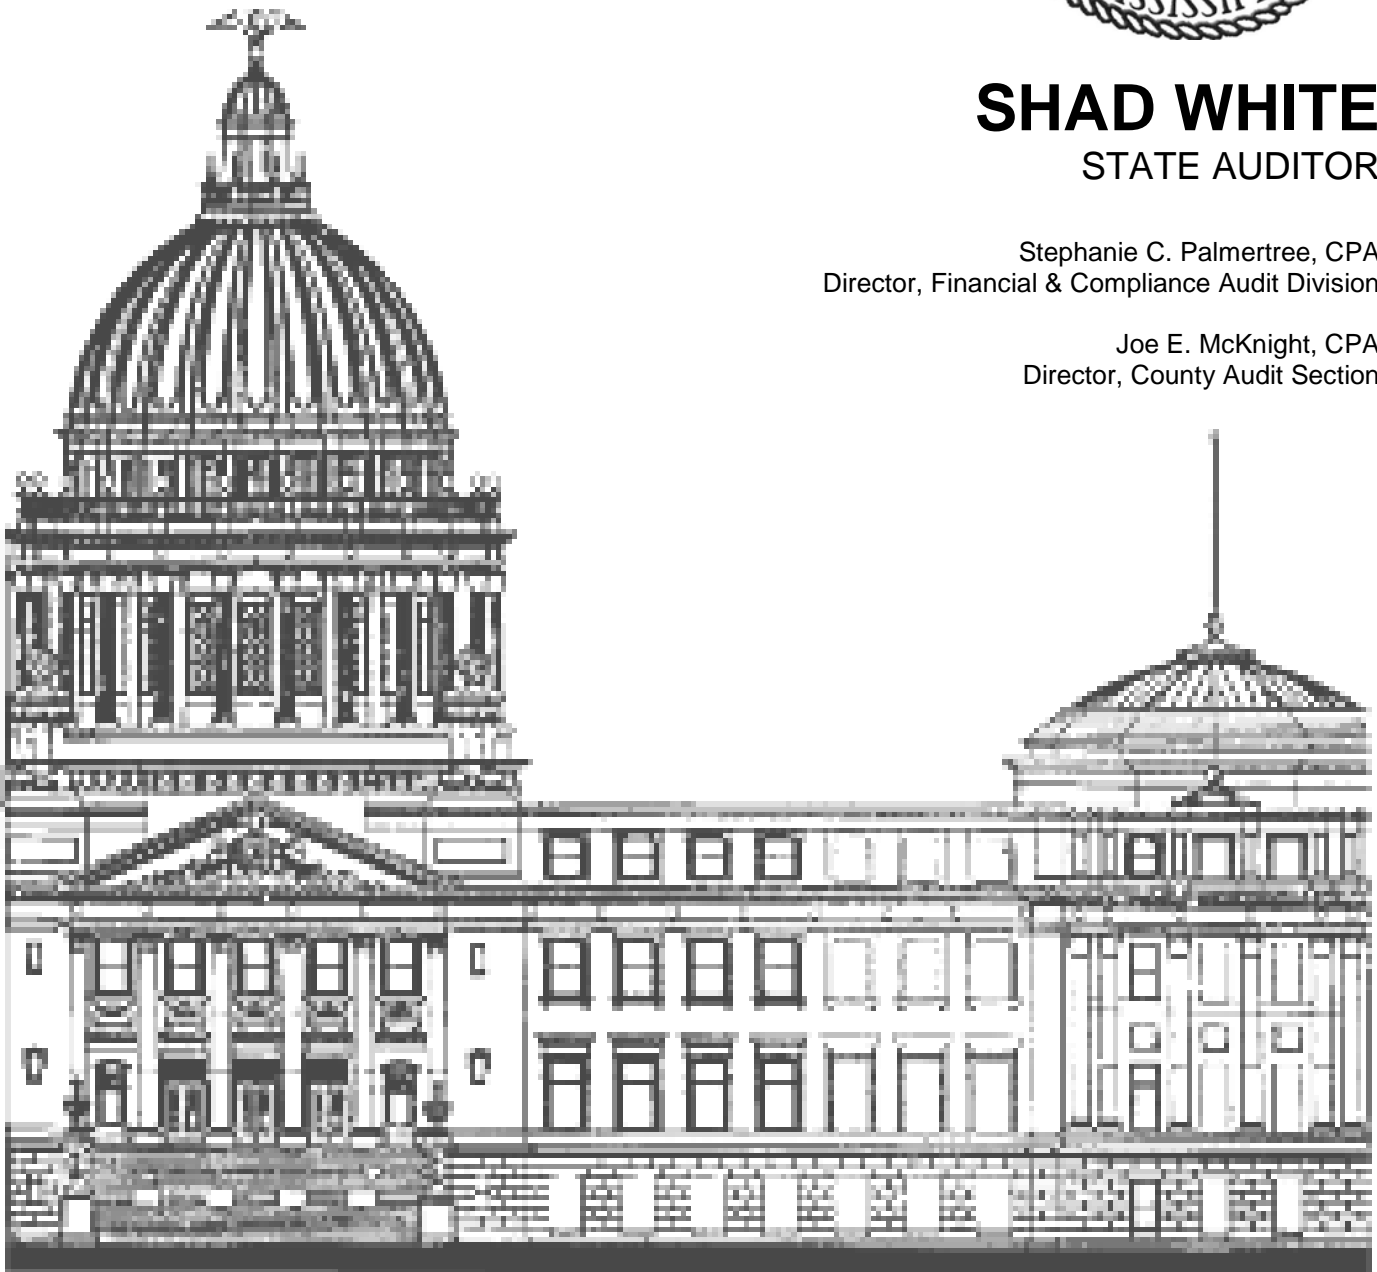 SHAD WHITE
STATE AUDITOR
Stephanie C. Palmertree, CPA
Director, Financial & Compliance Audit Division
Joe E. McKnight, CPA
Director, County Audit Section